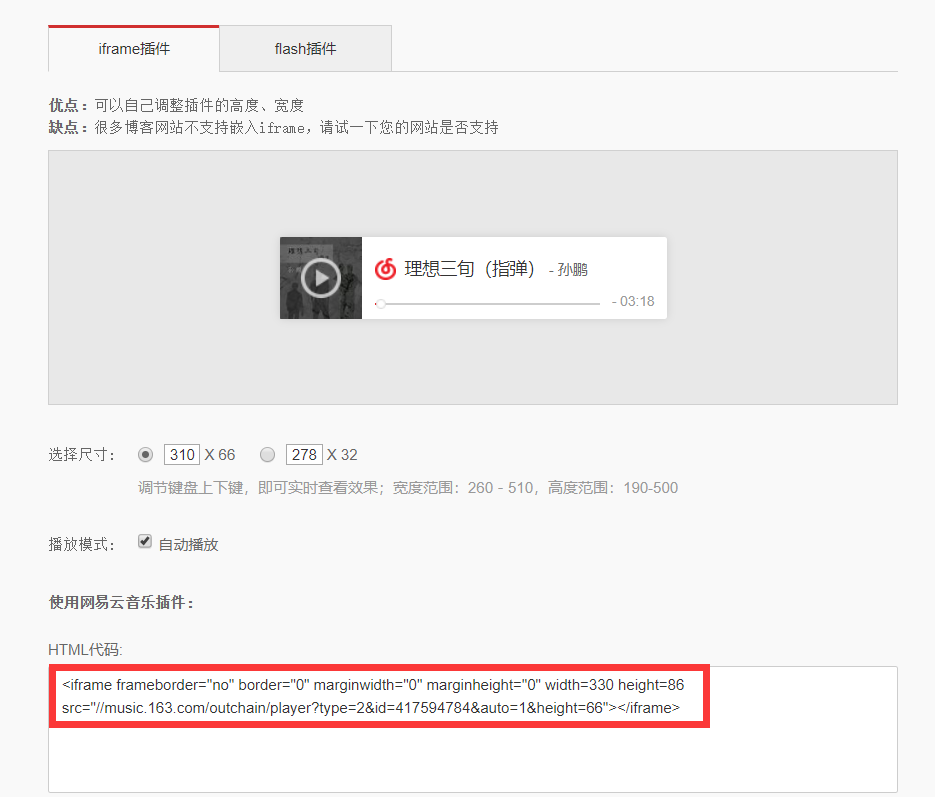 iframe插件
flash插件
优点：可以自己调整插件的高度、宽度
缺点：很多博客网站不支持嵌入iframe，请试一下您的网站是否支持
理想三旬（指弹） - 孙鹏
- 03:18
选择尺寸： 310 X 66 278 X 32
调节键盘上下键，即可实时查看效果；宽度范围：260 - 510，高度范围：190-500
播放模式： 自动播放
使用网易云音乐插件：
HTML代码:
<iframe frameborder="no" border="0" marginwidth="0" marginheight="0" width=330 height=86
src="//music.163.com/outchain/player?type=2&id=417594784&auto=1&height=66"></iframe>